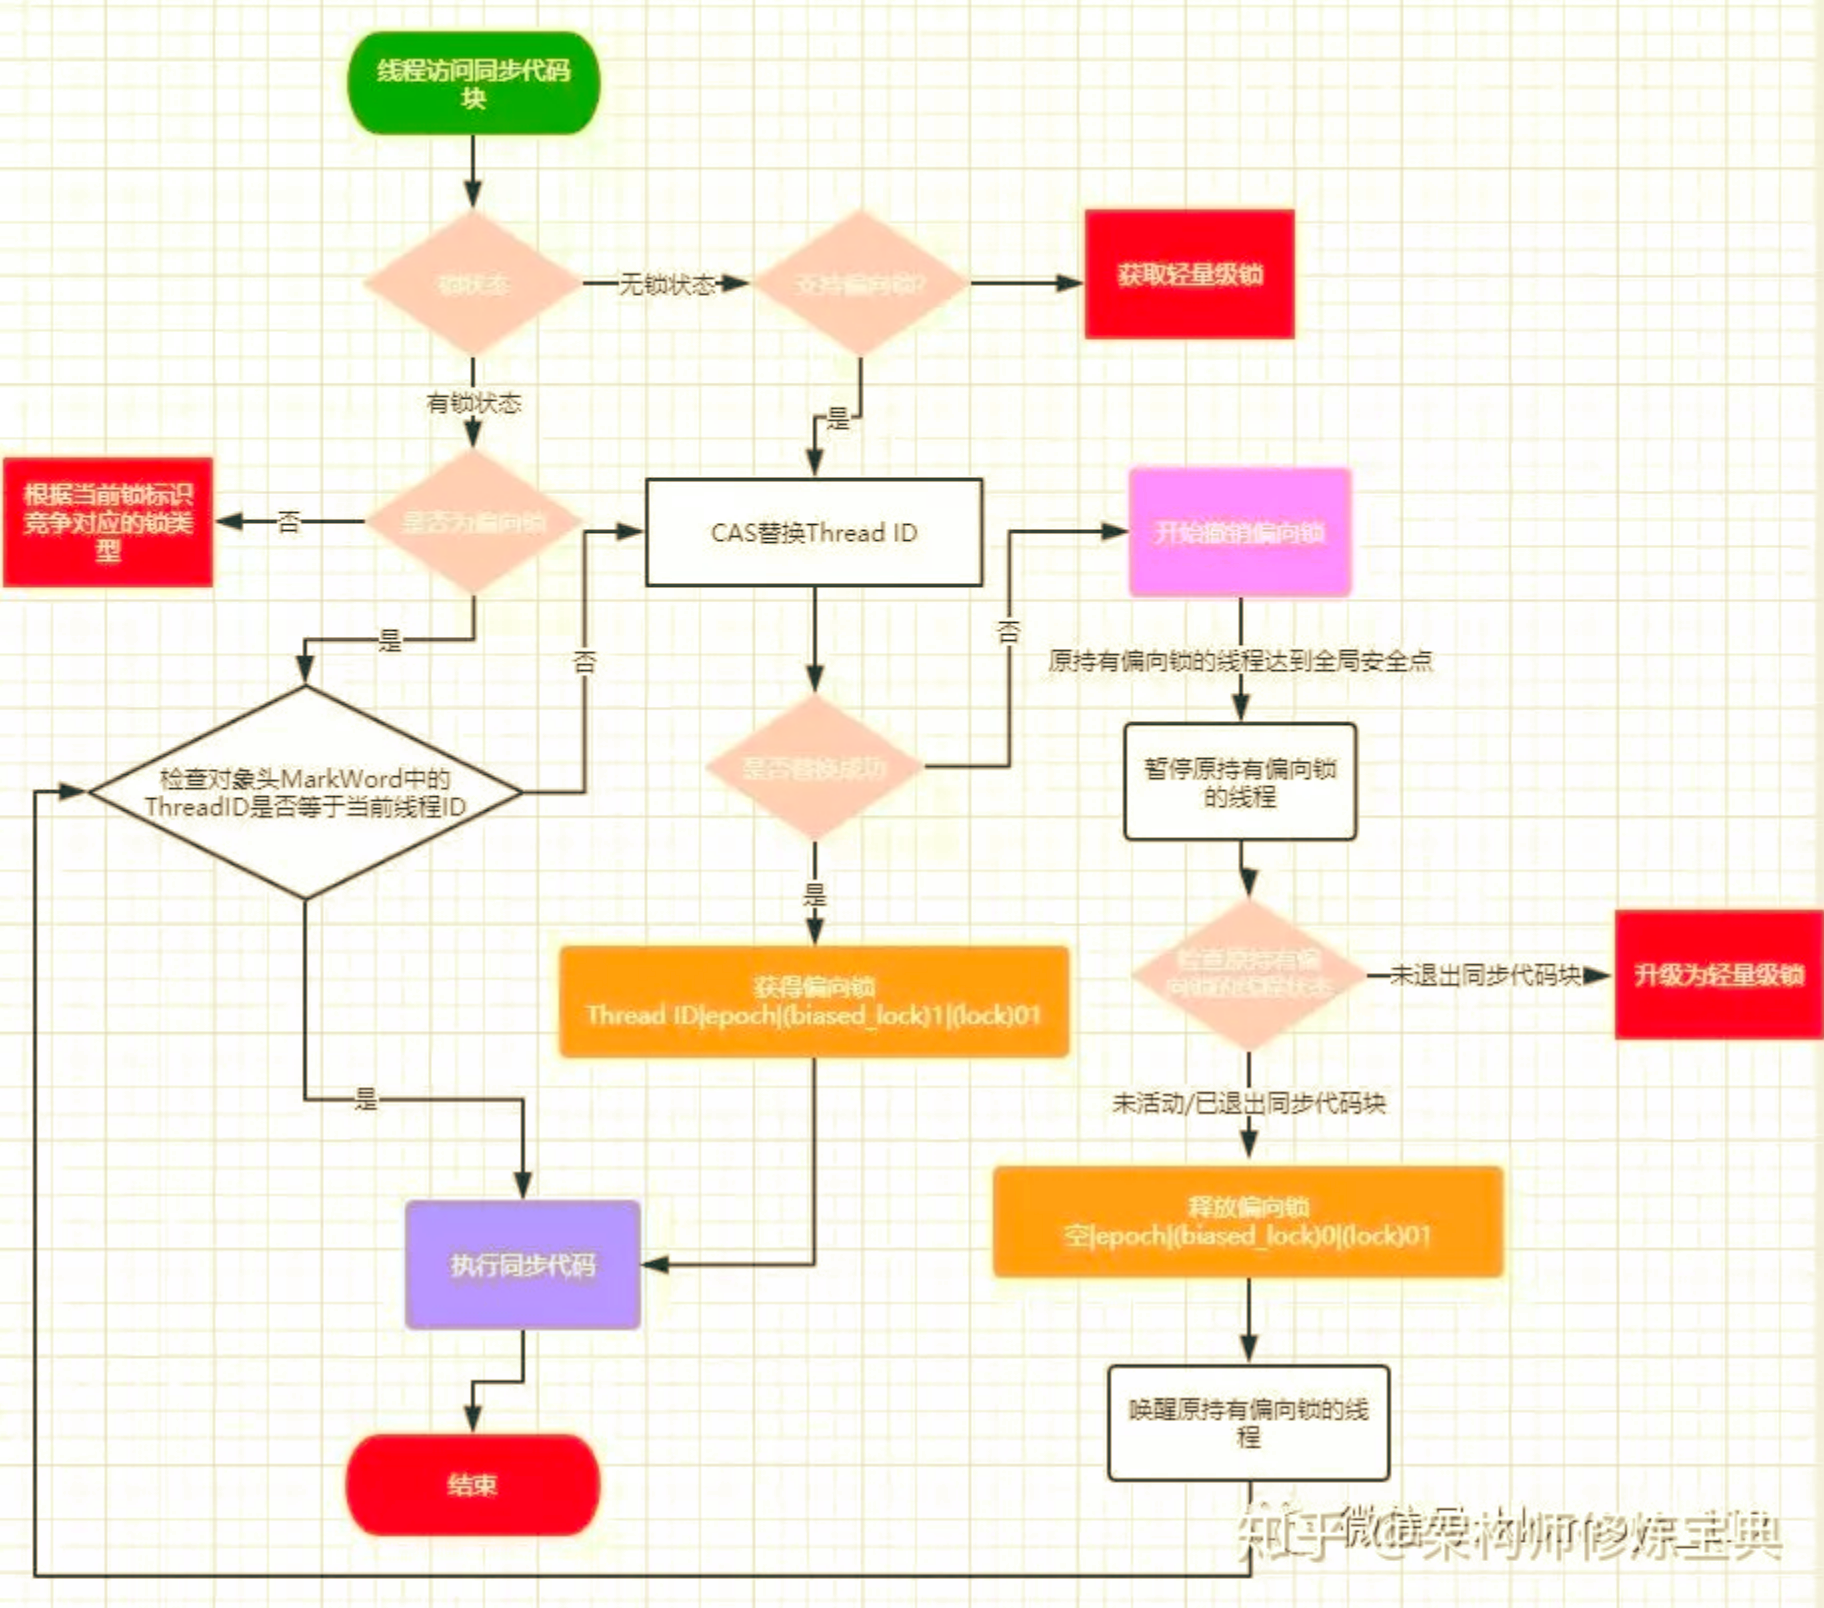 线程访问同步代码
块
锁状态
无锁状态
支持偏向锁?
获取轻量级锁
有锁状态
是
根据当前锁标识
竞争对应的锁类
型
否
是否为偏向锁
CAS替换Thread ID
开始撤销偏向锁
是
否
否
原持有偏向锁的线程达到全局安全点
检查对象头MarkWord中的
ThreadID是否等于当前线程ID
是否替换成功
暂停原持有偏向锁
的线程
是
获得偏向锁
Thread ID|epoch|(biased_lock)1|(lock)01
检查原持有偏
向锁的线程状态
未退出同步代码块
升级为轻量级锁
是
未活动/已退出同步代码块
执行同步代码
释放偏向锁
空|epoch|(biased_lock)0|(lock)01
唤醒原持有偏向锁的线
程
结束
知乎 @架构师修炼宝典
微信号: